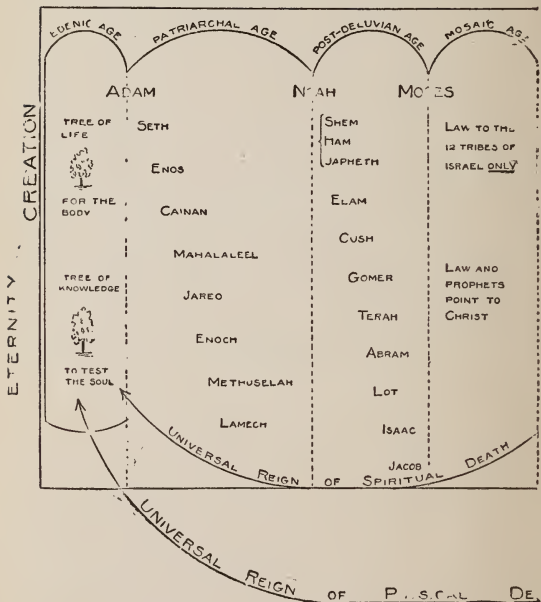 EDENIC AGE
PATRIARCHAL AGE
POST-DELUVIAN AGE
MOSAIC AGE
ADAM
NOAH
MOSES
ETERNITY
CREATION
TREE OF
LIFE
FOR THE
BODY
TREE OF
KNOWLEDGE
TO TEST
THE SOUL
SETH
ENOS
CAINAN
MAHALALEEL
JARED
ENOCH
METHUSELAH
LAMECH
SHEM
HAM
JAPHETH
ELAM
CUSH
GOMER
TERAH
ABRAM
LOT
ISAAC
JACOB
LAW TO THE
12 TRIBES OF
ISRAEL ONLY
LAW AND
PROPHETS
POINT TO
CHRIST
UNIVERSAL REIGN OF SPIRITUAL DEATH
UNIVERSAL REIGN OF PHYSICAL DE